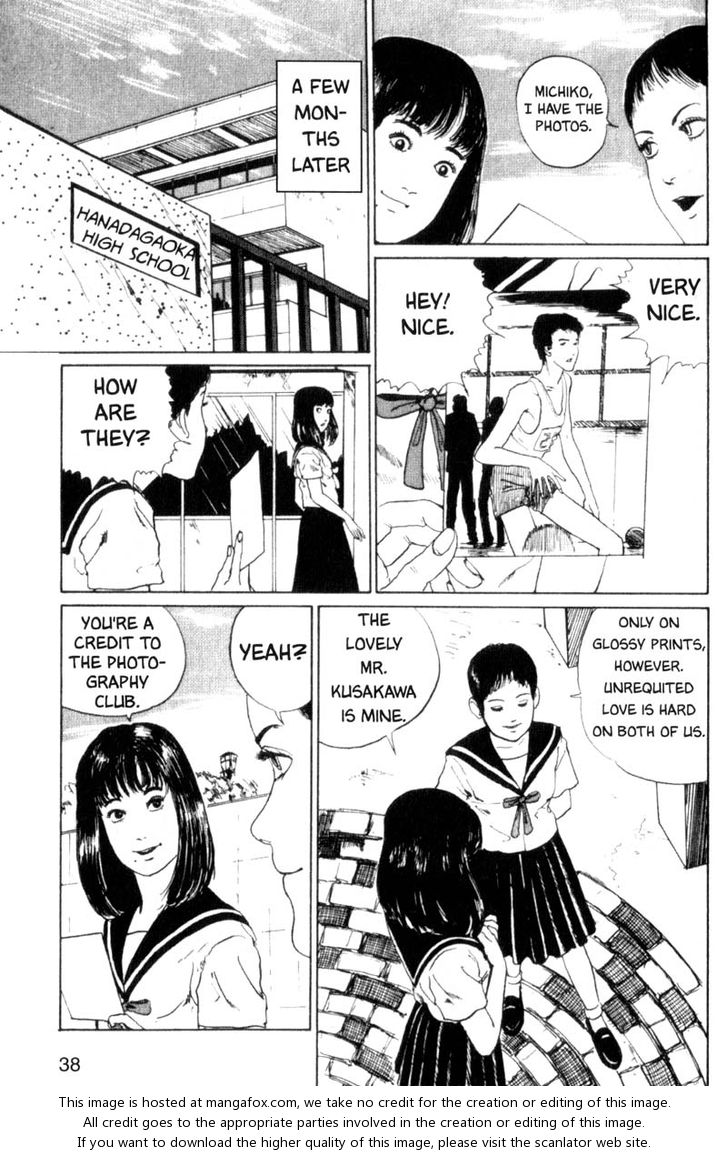 A FEW
MON-
THS
LATER
HANADAGAOKA
HIGH SCHOOL
MICHIKO,
I HAVE THE
PHOTOS.
HEY!
NICE.
VERY
NICE.
HOW
ARE
THEY?
YOU'RE A
CREDIT TO
THE PHOTO-
GRAPHY
CLUB.
YEAH?
THE
LOVELY
MR.
KUSAKAWA
IS MINE.
ONLY ON
GLOSSY PRINTS,
HOWEVER.
UNREQUITED
LOVE IS HARD
ON BOTH OF US.
38
This image is hosted at mangafox.com, we take no credit for the creation or editing of this image.
All credit goes to the appropriate parties involved in the creation or editing of this image.
If you want to download the higher quality of this image, please visit the scanlator web site.